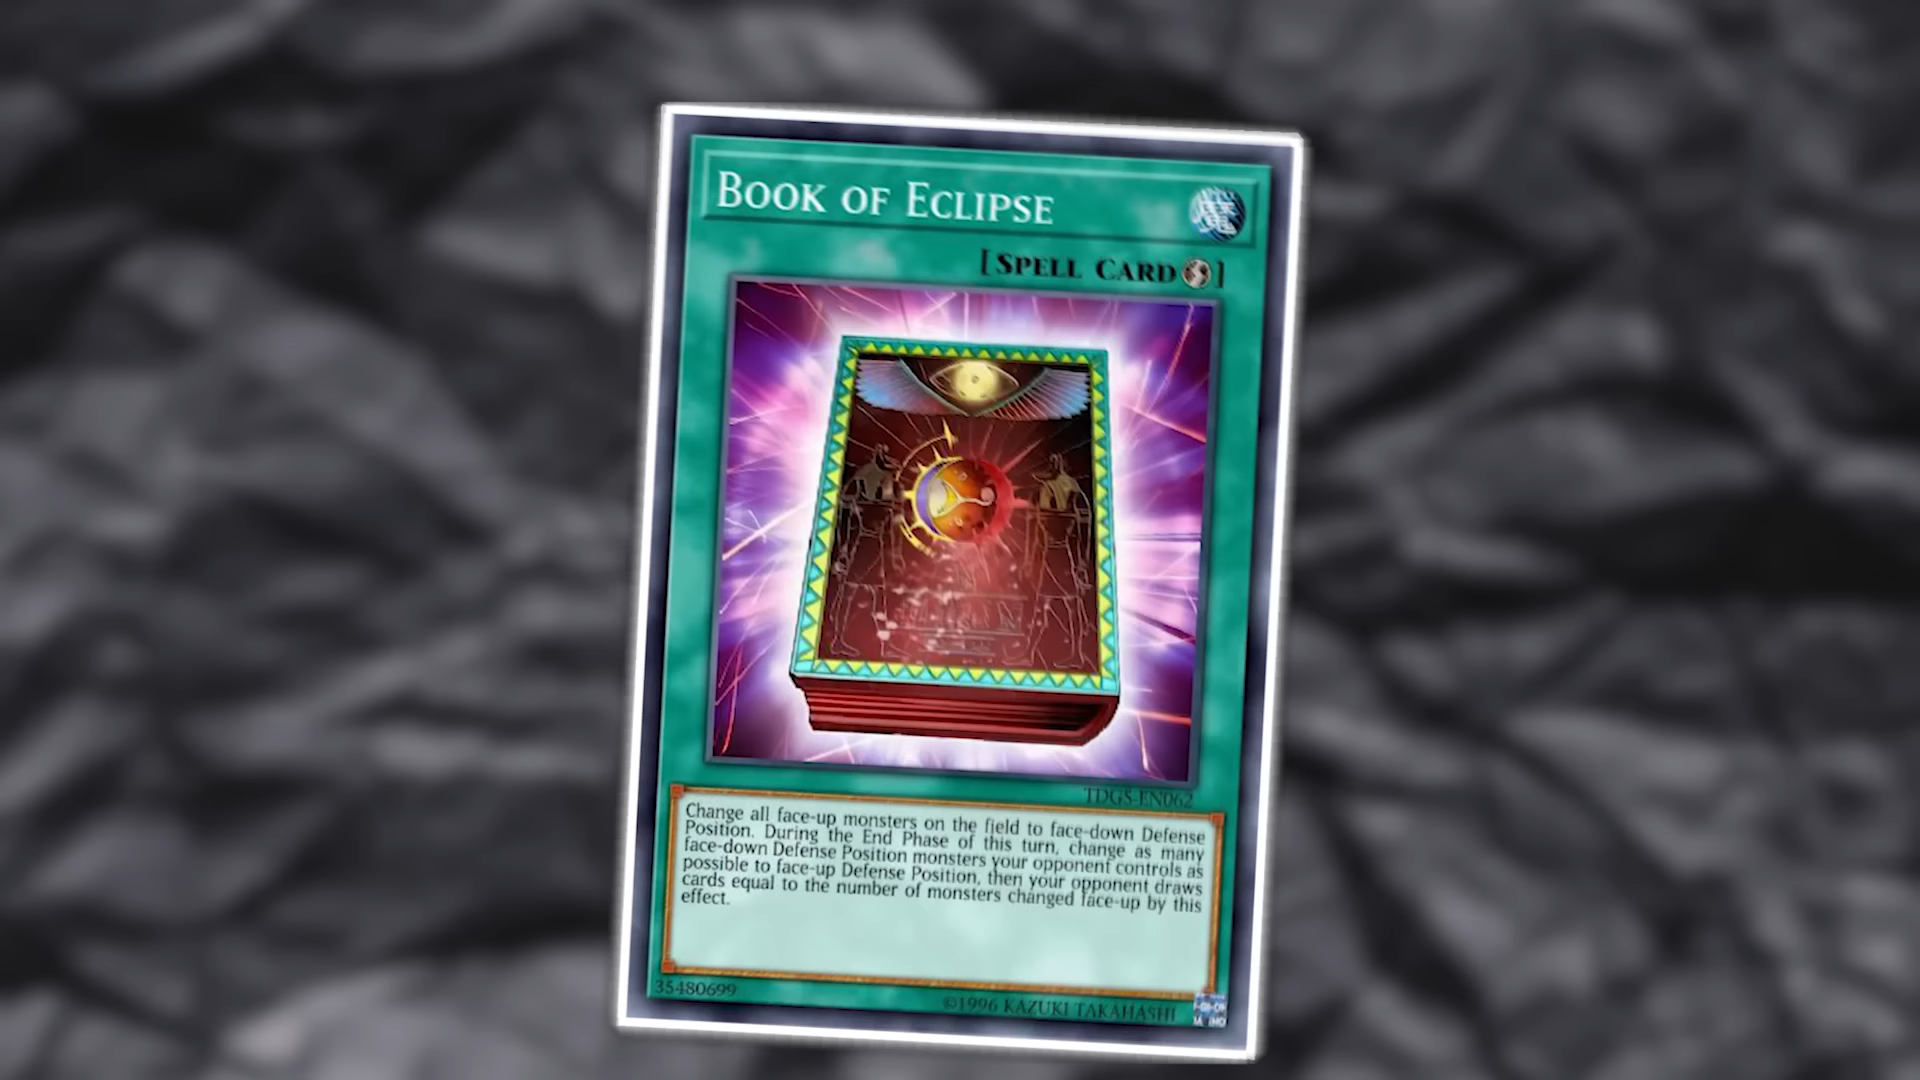 BOOK OF ECLIPSE
[SPELL CARD]
TDGS-EN062
Change all face-up monsters on the field to face-down Defense
Position. During the End Phase of this turn, change as many
face-down Defense Position monsters your opponent controls as
possible to face-up Defense Position, then your opponent draws
cards equal to the number of monsters changed face-up by this
effect.
35480699
©1996 KAZUKI TAKAHASHI